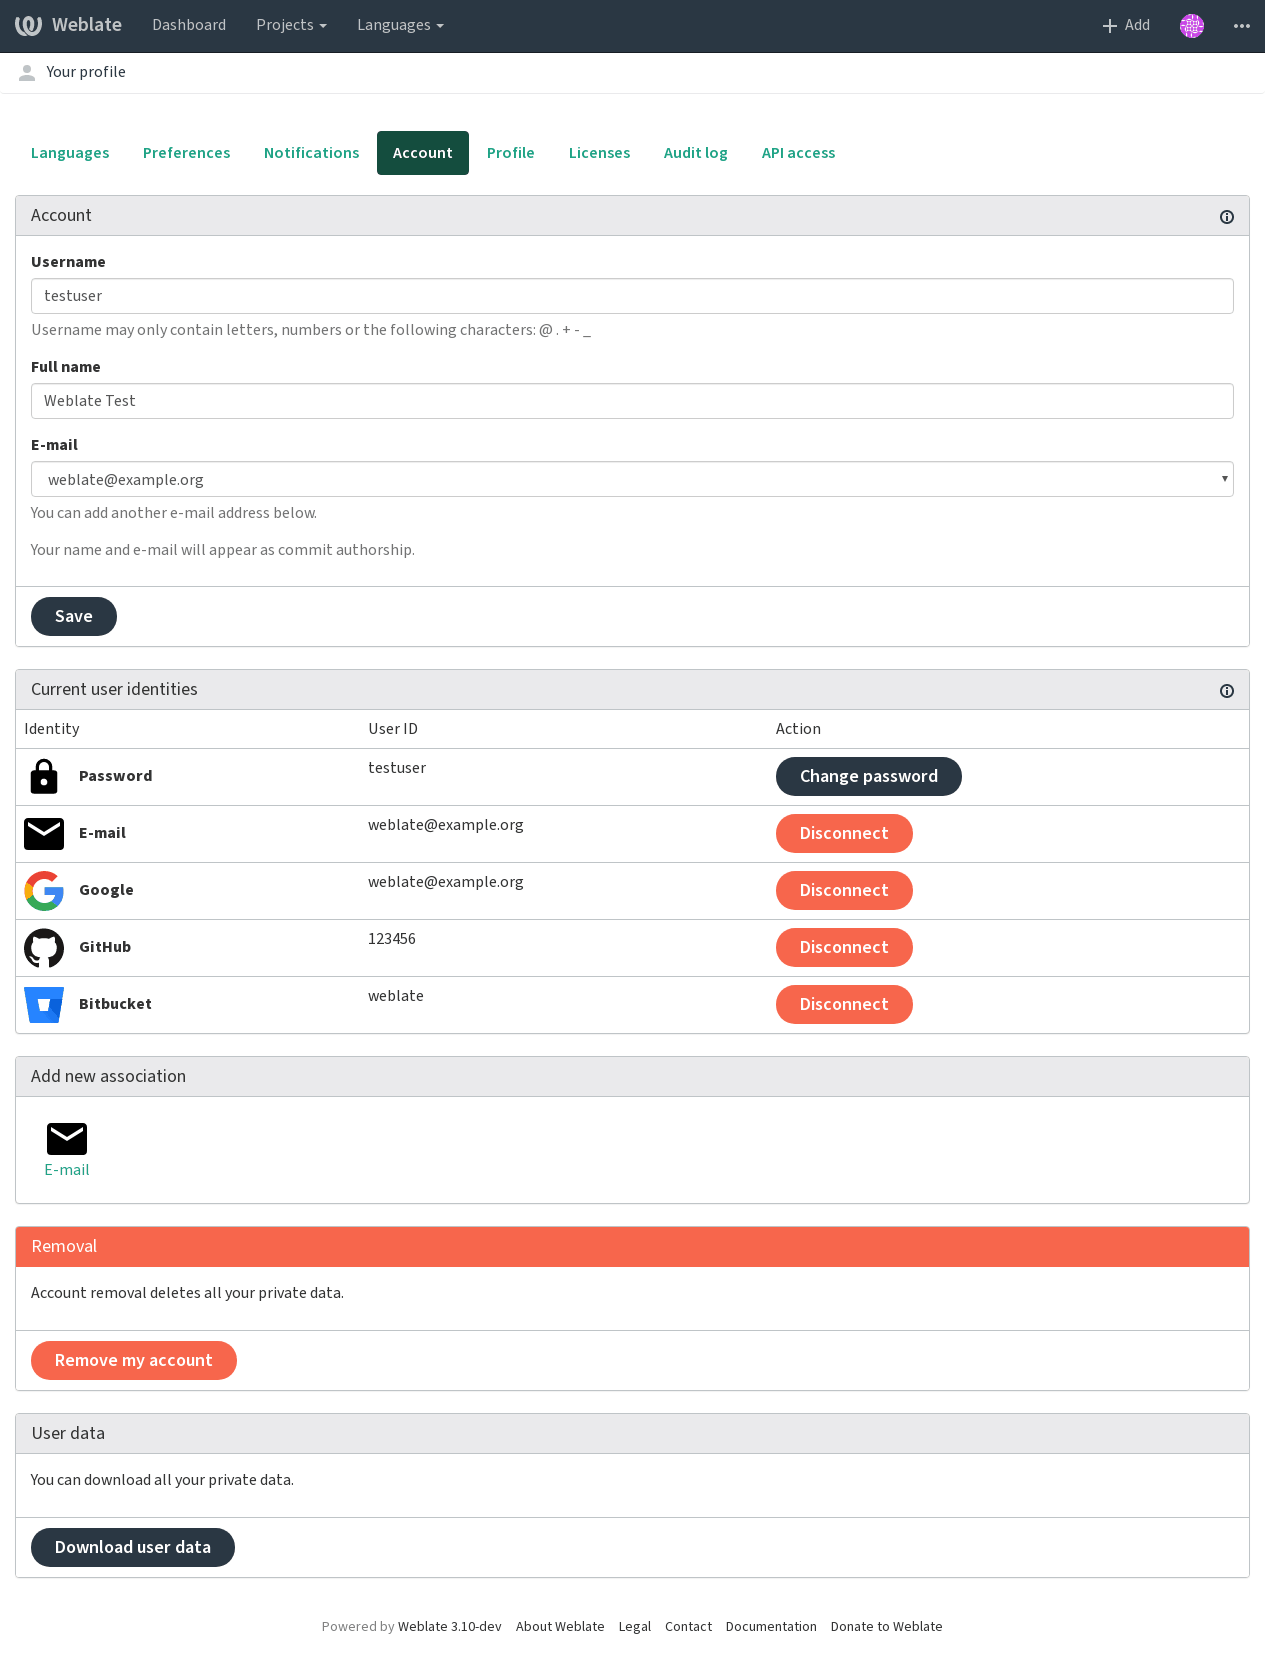 Weblate Dashboard Projects Languages Add
Your profile
Languages Preferences Notifications Account Profile Licenses Audit log API access
Account
Username
testuser
Username may only contain letters, numbers or the following characters: @ . + - _
Full name
Weblate Test
E-mail
weblate@example.org
You can add another e-mail address below.
Your name and e-mail will appear as commit authorship.
Save
Current user identities
Identity User ID Action
Password testuser Change password
E-mail weblate@example.org Disconnect
Google weblate@example.org Disconnect
GitHub 123456 Disconnect
Bitbucket weblate Disconnect
Add new association
E-mail
Removal
Account removal deletes all your private data.
Remove my account
User data
You can download all your private data.
Download user data
Powered by Weblate 3.10-dev About Weblate Legal Contact Documentation Donate to Weblate